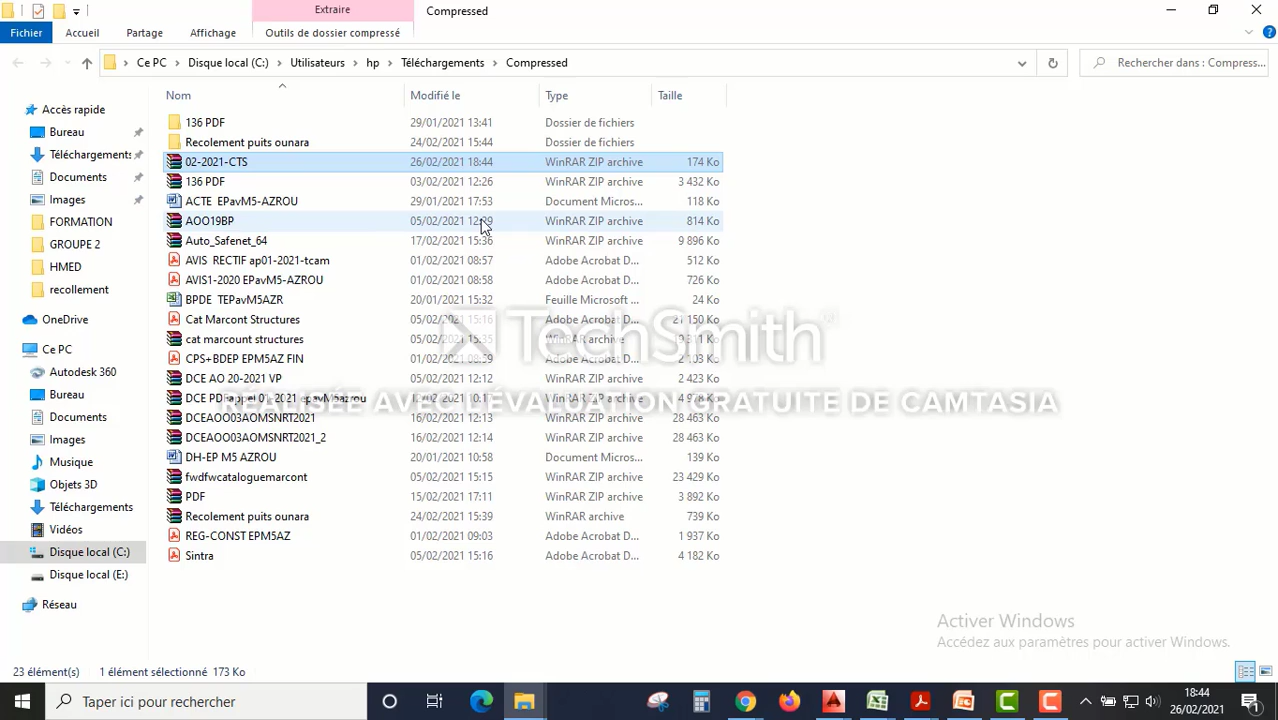 Extraire
Compressed
Fichier Accueil Partage Affichage Outils de dossier compressé
Ce PC > Disque local (C:) > Utilisateurs > hp > Téléchargements > Compressed
Rechercher dans : Compress...
Nom Modifié le Type Taille
Accès rapide
Bureau
Téléchargements
Documents
Images
FORMATION
GROUPE 2
HMED
recollement
OneDrive
Ce PC
Autodesk 360
Bureau
Documents
Images
Musique
Objets 3D
Téléchargements
Vidéos
Disque local (C:)
Disque local (E:)
Réseau
136 PDF 29/01/2021 13:41 Dossier de fichiers
Recolement puits ounara 24/02/2021 15:44 Dossier de fichiers
02-2021-CTS 26/02/2021 18:44 WinRAR ZIP archive 174 Ko
136 PDF 03/02/2021 12:26 WinRAR ZIP archive 3 432 Ko
ACTE EPavM5-AZROU 29/01/2021 17:53 Document Micros... 118 Ko
AOO19BP 05/02/2021 WinRAR ZIP archive 814 Ko
Auto_Safenet_64 17/02/2021 15:36 WinRAR ZIP archive 9 896 Ko
AVIS RECTIF ap01-2021-tcam 01/02/2021 08:57 Adobe Acrobat D... 512 Ko
AVIS1-2020 EPavM5-AZROU 01/02/2021 08:58 Adobe Acrobat D... 726 Ko
BPDE TEPavM5AZR 20/01/2021 15:32 Feuille Microsoft ... 24 Ko
Cat Marcont Structures 05/02/2021 15:16 Adobe Acrobat D... 21 150 Ko
cat marcount structures 05/02/2021 15:35 WinRAR archive Ko
CPS+BDEP EPM5AZ FIN 01/02/2021 08:59 Adobe Acrobat D... 2 103 Ko
DCE AO 20-2021 VP 05/02/2021 12:12 WinRAR ZIP archive 2 423 Ko
DCE PDFappel 01-2021 epavM5azrou WinRAR ZIP archive 4 978 Ko
DCEAOO03AOMSNRT2021 16/02/2021 12:13 WinRAR ZIP archive 28 463 Ko
DCEAOO03AOMSNRT2021_2 16/02/2021 12:14 WinRAR ZIP archive 28 463 Ko
DH-EP M5 AZROU 20/01/2021 10:58 Document Micros... 139 Ko
fwdfwcataloguemarcont 05/02/2021 15:15 WinRAR ZIP archive 23 429 Ko
PDF 15/02/2021 17:11 WinRAR ZIP archive 3 892 Ko
Recolement puits ounara 24/02/2021 15:39 WinRAR archive 739 Ko
REG-CONST EPM5AZ 01/02/2021 09:03 Adobe Acrobat D... 1 937 Ko
Sintra 05/02/2021 15:16 Adobe Acrobat D... 4 182 Ko
TechSmith
RÉALISÉE AVEC L'ÉVALUATION GRATUITE DE CAMTASIA
Activer Windows
Accédez aux paramètres pour activer Windows.
23 élément(s) 1 élément sélectionné 173 Ko
Taper ici pour rechercher
18:44
26/02/2021
1